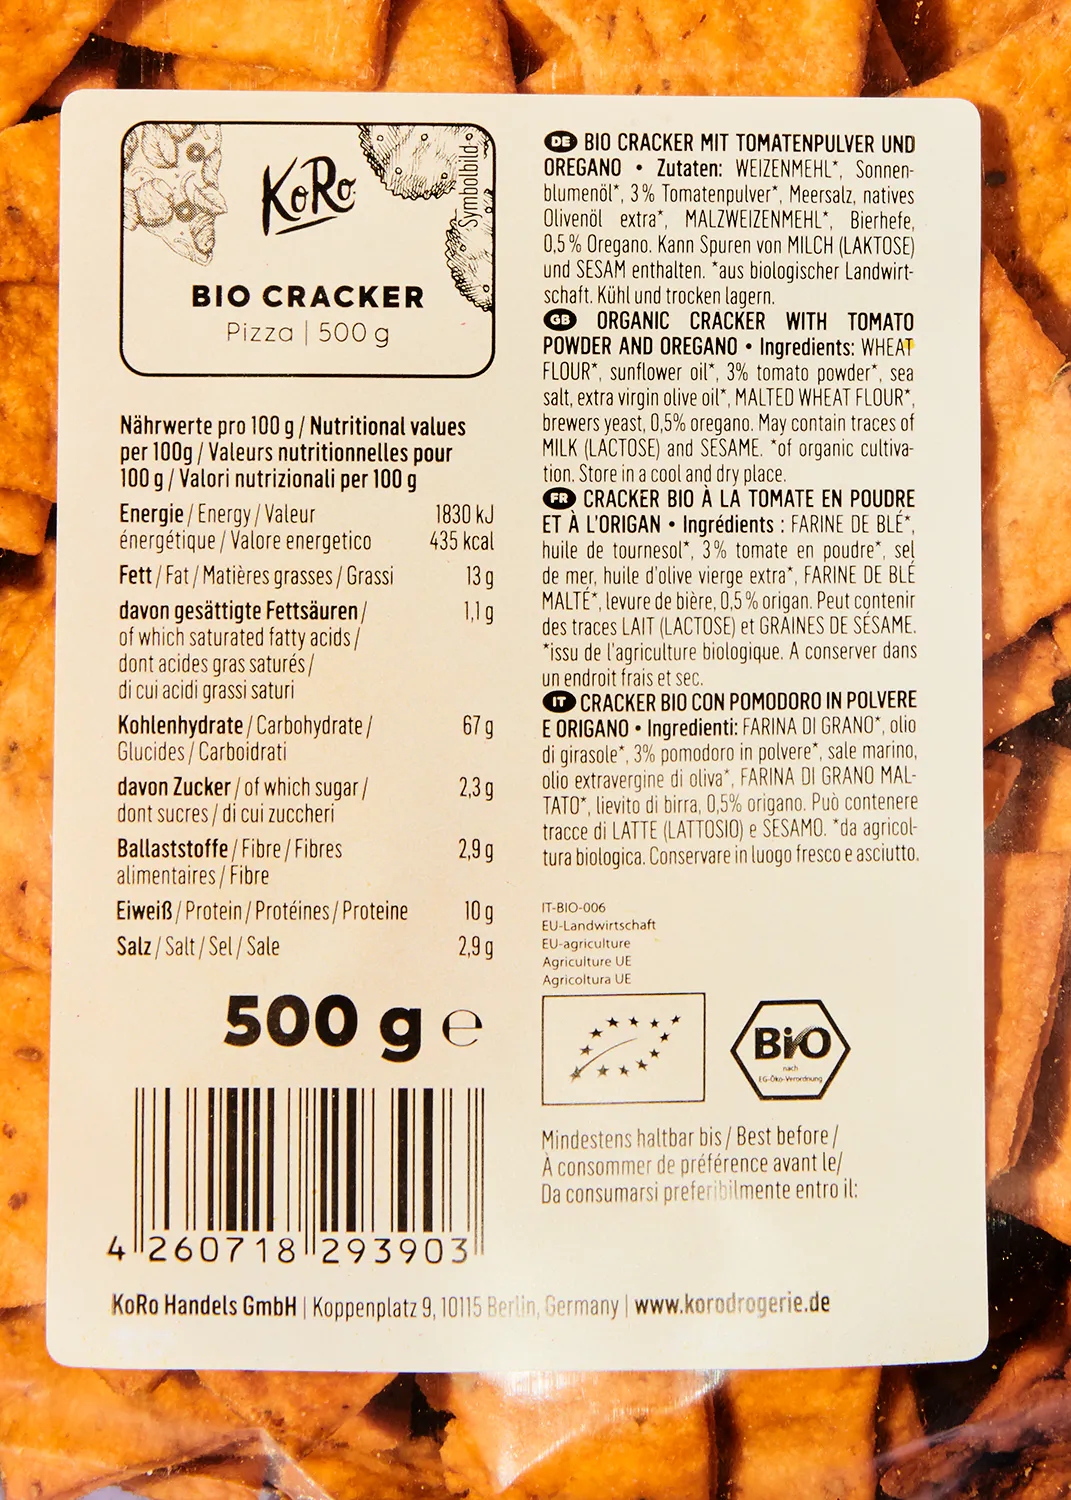 KoRo
Symbolbild
BIO CRACKER
Pizza | 500 g
Nährwerte pro 100 g / Nutritional values
per 100g / Valeurs nutritionnelles pour
100 g / Valori nutrizionali per 100 g
Energie / Energy / Valeur 1830 kJ
énergétique / Valore energetico 435 kcal
Fett / Fat / Matières grasses / Grassi 13 g
davon gesättigte Fettsäuren / 1,1 g
of which saturated fatty acids /
dont acides gras saturés /
di cui acidi grassi saturi
Kohlenhydrate / Carbohydrate / 67 g
Glucides / Carboidrati
davon Zucker / of which sugar / 2,3 g
dont sucres / di cui zuccheri
Ballaststoffe / Fibre / Fibres 2,9 g
alimentaires / Fibre
Eiweiß / Protein / Protéines / Proteine 10 g
Salz / Salt / Sel / Sale 2,9 g
500 g e
4 260718 293903
DE BIO CRACKER MIT TOMATENPULVER UND
OREGANO • Zutaten: WEIZENMEHL*, Sonnen-
blumenöl*, 3% Tomatenpulver*, Meersalz, natives
Olivenöl extra*, MALZWEIZENMEHL*, Bierhefe,
0,5% Oregano. Kann Spuren von MILCH (LAKTOSE)
und SESAM enthalten. *aus biologischer Landwirt-
schaft. Kühl und trocken lagern.
GB ORGANIC CRACKER WITH TOMATO
POWDER AND OREGANO • Ingredients: WHEAT
FLOUR*, sunflower oil*, 3% tomato powder*, sea
salt, extra virgin olive oil*, MALTED WHEAT FLOUR*,
brewers yeast, 0,5% oregano. May contain traces of
MILK (LACTOSE) and SESAME. *of organic cultiva-
tion. Store in a cool and dry place.
FR CRACKER BIO À LA TOMATE EN POUDRE
ET À L'ORIGAN • Ingrédients : FARINE DE BLÉ*,
huile de tournesol*, 3% tomate en poudre*, sel
de mer, huile d'olive vierge extra*, FARINE DE BLÉ
MALTÉ*, levure de bière, 0,5% origan. Peut contenir
des traces LAIT (LACTOSE) et GRAINES DE SÉSAME.
*issu de l'agriculture biologique. A conserver dans
un endroit frais et sec.
IT CRACKER BIO CON POMODORO IN POLVERE
E ORIGANO • Ingredienti: FARINA DI GRANO*, olio
di girasole*, 3% pomodoro in polvere*, sale marino,
olio extravergine di oliva*, FARINA DI GRANO MAL-
TATO*, lievito di birra, 0,5% origano. Può contenere
tracce di LATTE (LATTOSIO) e SESAMO. *da agricol-
tura biologica. Conservare in luogo fresco e asciutto.
IT-BIO-006
EU-Landwirtschaft
EU-agriculture
Agriculture UE
Agricoltura UE
BiO
nach
EG-Öko-Verordnung
Mindestens haltbar bis / Best before /
À consommer de préférence avant le/
Da consumarsi preferibilmente entro il:
KoRo Handels GmbH | Koppenplatz 9, 10115 Berlin, Germany | www.korodrogerie.de